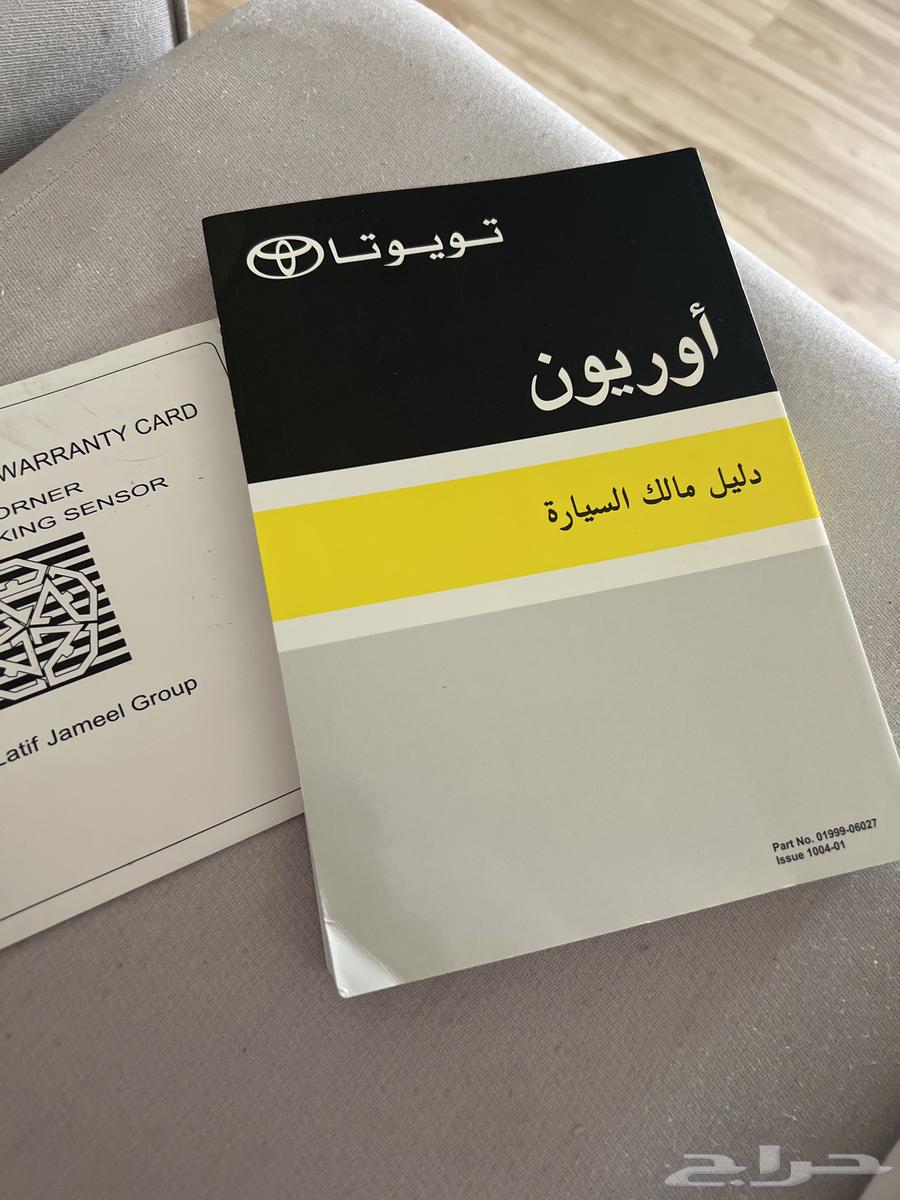 تويوتا
أوريون
دليل مالك السيارة
Part No. 01999-06027
Issue 1004-01
WARRANTY CARD
ORNER
KING SENSOR
Latif Jameel Group
حراج